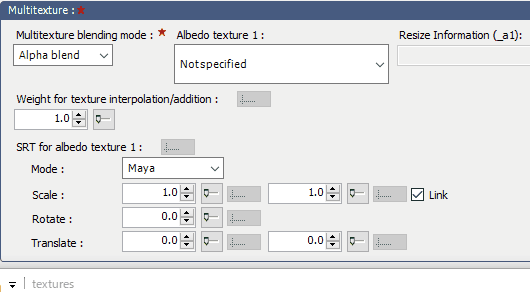 Multitexture :
Multitexture blending mode :
Albedo texture 1 :
Resize Information (_a1):
Alpha blend
Not specified
Weight for texture interpolation/addition :
1.0
SRT for albedo texture 1 :
Mode :
Maya
Scale :
1.0
1.0
Link
Rotate :
0.0
Translate :
0.0
0.0
textures